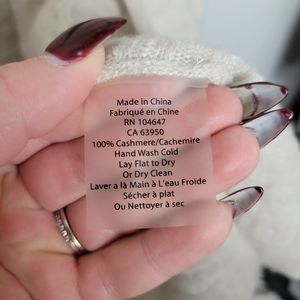 Made in China
Fabriqué en Chine
RN 104647
CA 63950
100% Cashmere/Cachemire
Hand Wash Cold
Lay Flat to Dry
Or Dry Clean
Laver a là Main à L'eau Froide
Sécher à plat
Ou Nettoyer à sec